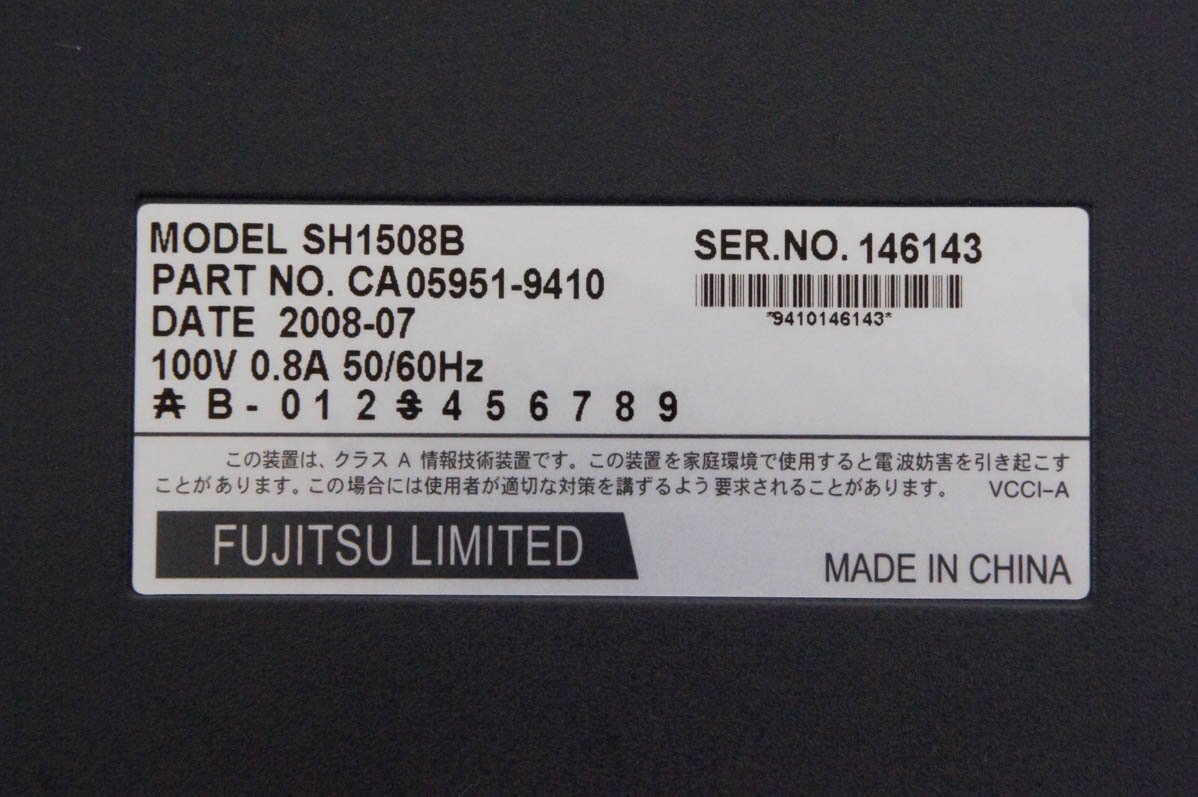 MODEL SH1508B
SER.NO. 146143
PART NO. CA05951-9410
DATE 2008-07
*9410146143*
100V 0.8A 50/60Hz
A B - 0 1 2 3 4 5 6 7 8 9
この装置は、クラス A 情報技術装置です。この装置を家庭環境で使用すると電波妨害を引き起こす
ことがあります。この場合には使用者が適切な対策を講ずるよう要求されることがあります。 VCCI-A
FUJITSU LIMITED
MADE IN CHINA